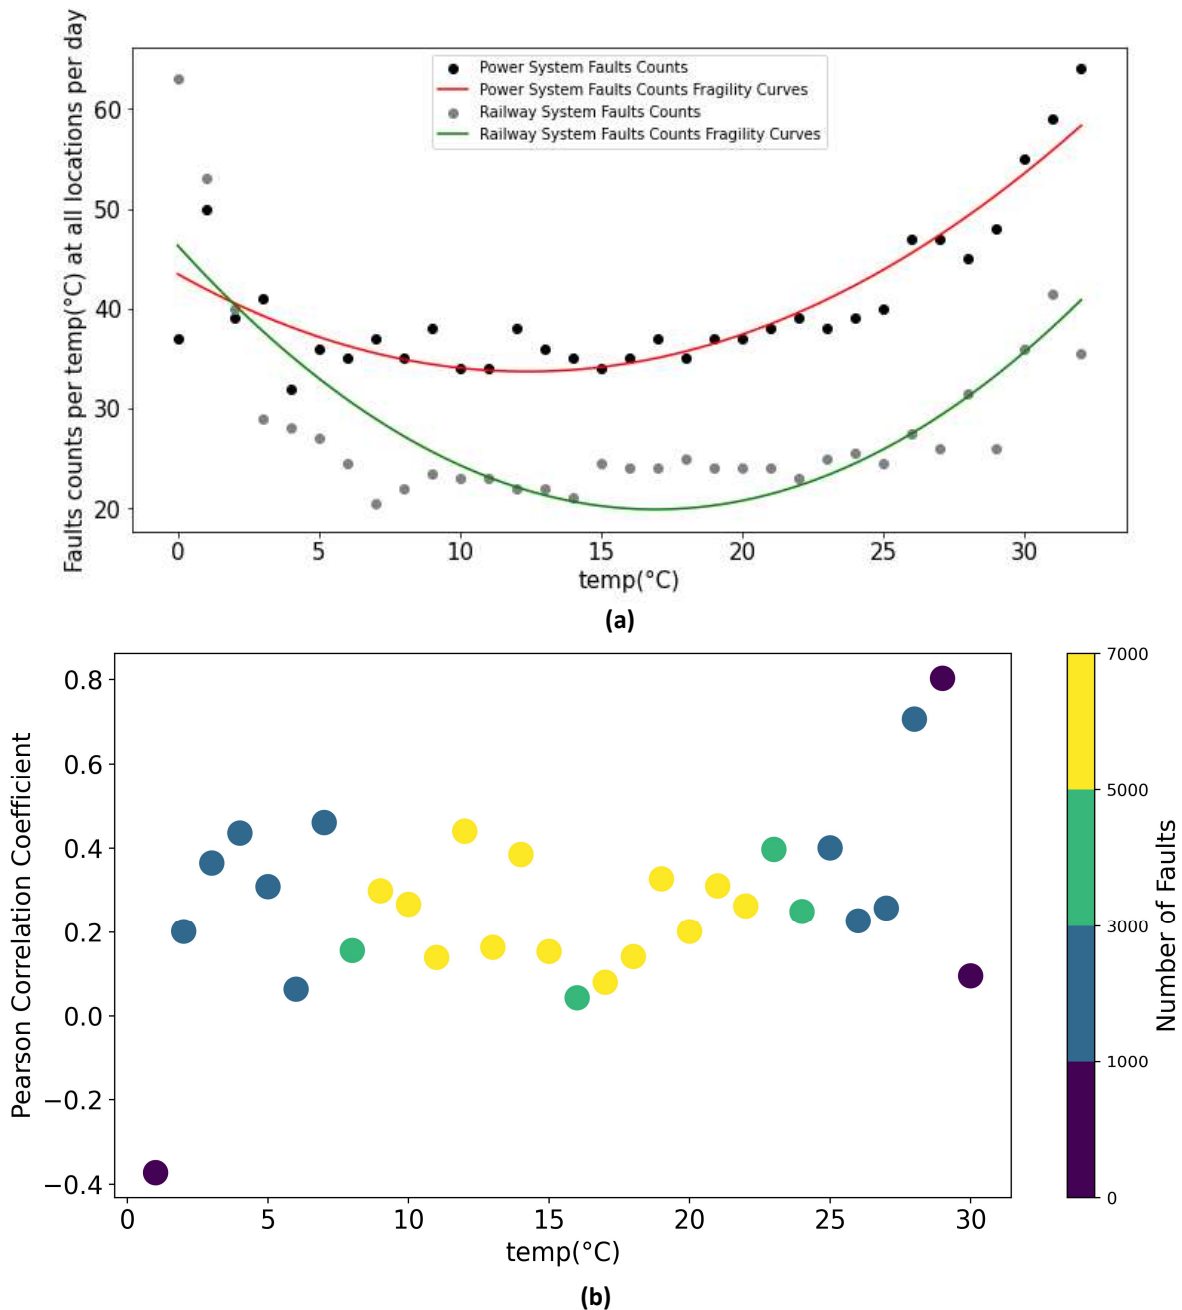 Faults counts per temp(°C) at all locations per day
60
50
40
30
20
Power System Faults Counts
Power System Faults Counts Fragility Curves
Railway System Faults Counts
Railway System Faults Counts Fragility Curves
0 5 10 15 20 25 30
temp(°C)
(a)
Pearson Correlation Coefficient
0.8
0.6
0.4
0.2
0.0
−0.2
−0.4
0 5 10 15 20 25 30
temp(°C)
7000
5000
3000
1000
0
Number of Faults
(b)